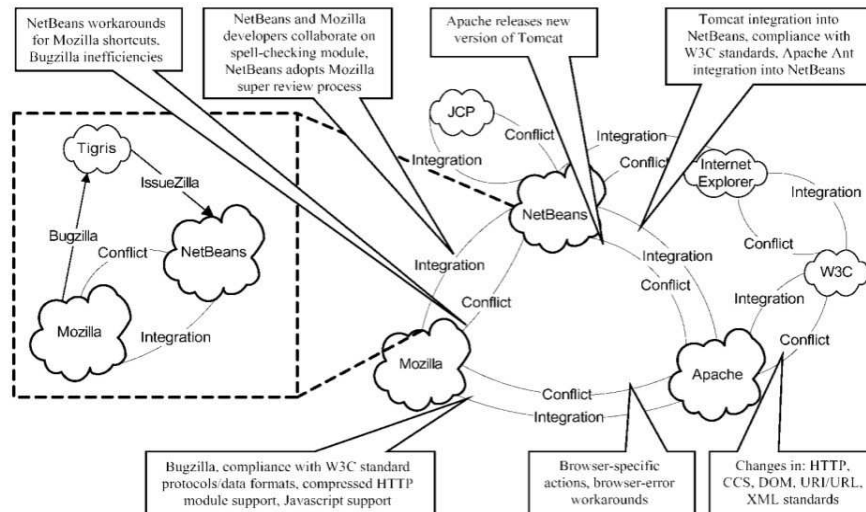 NetBeans workarounds
for Mozilla shortcuts,
Bugzilla inefficiencies
NetBeans and Mozilla
developers collaborate on
spell-checking module,
NetBeans adopts Mozilla
super review process
Apache releases new
version of Tomcat
Tomcat integration into
NetBeans, compliance with
W3C standards, Apache Ant
integration into NetBeans
Tigris
IssueZilla
Bugzilla
Conflict
NetBeans
Mozilla
Integration
JCP
Conflict
Integration
Integration
Conflict
Internet
Explorer
NetBeans
Integration
Conflict
W3C
Integration
Conflict
Integration
Conflict
Integration
Conflict
Mozilla
Apache
Conflict
Integration
Bugzilla, compliance with W3C standard
protocols/data formats, compressed HTTP
module support, Javascript support
Browser-specific
actions, browser-error
workarounds
Changes in: HTTP,
CCS, DOM, URI/URL,
XML standards